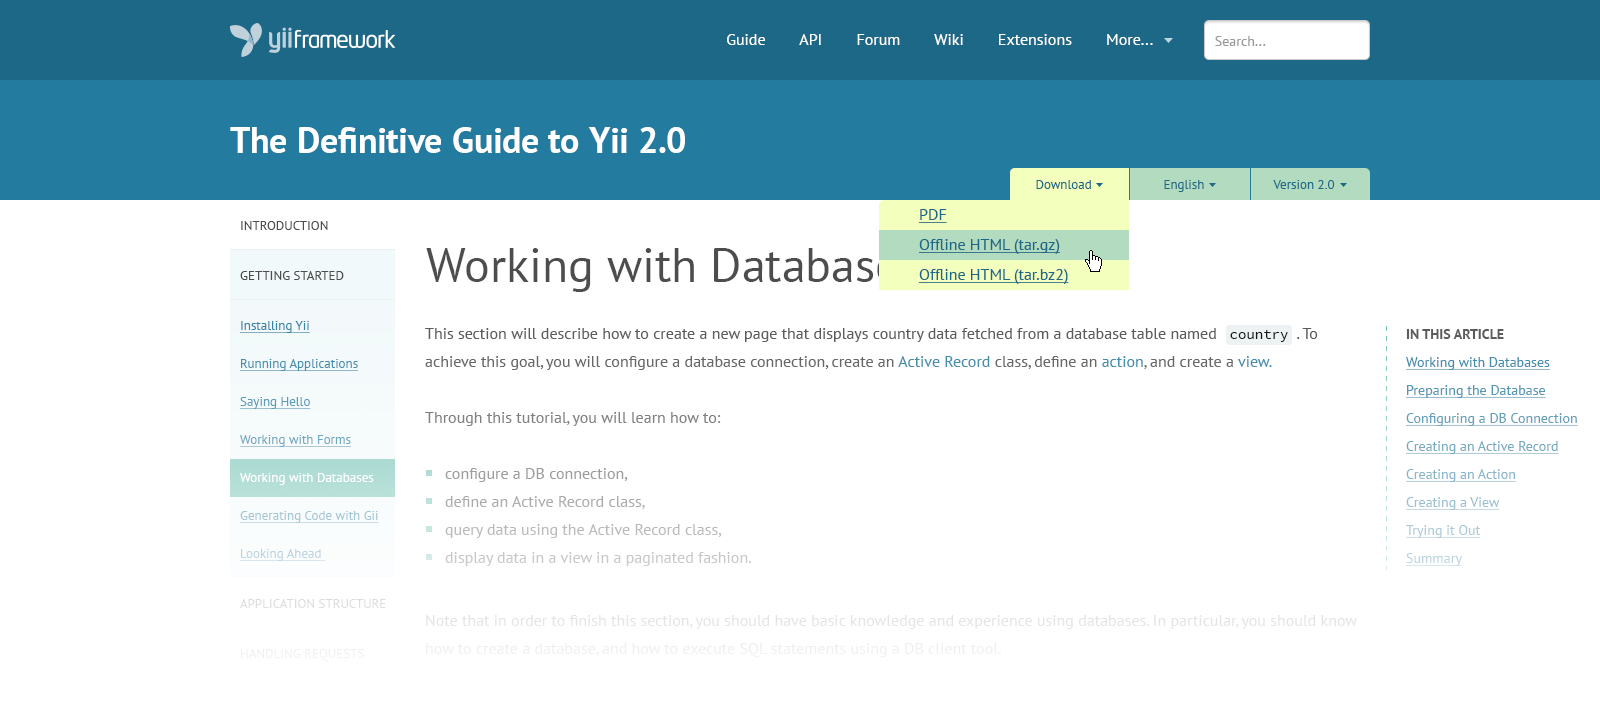 yiiframework
Guide API Forum Wiki Extensions More... Search...
The Definitive Guide to Yii 2.0
Download English Version 2.0
PDF
Offline HTML (tar.gz)
Offline HTML (tar.bz2)
INTRODUCTION
GETTING STARTED
Installing Yii
Running Applications
Saying Hello
Working with Forms
Working with Databases
Generating Code with Gii
Looking Ahead
APPLICATION STRUCTURE
HANDLING REQUESTS
Working with Databas
This section will describe how to create a new page that displays country data fetched from a database table named country . To
achieve this goal, you will configure a database connection, create an Active Record class, define an action, and create a view.
Through this tutorial, you will learn how to:
configure a DB connection,
define an Active Record class,
query data using the Active Record class,
display data in a view in a paginated fashion.
Note that in order to finish this section, you should have basic knowledge and experience using databases. In particular, you should know
how to create a database, and how to execute SQL statements using a DB client tool.
IN THIS ARTICLE
Working with Databases
Preparing the Database
Configuring a DB Connection
Creating an Active Record
Creating an Action
Creating a View
Trying it Out
Summary